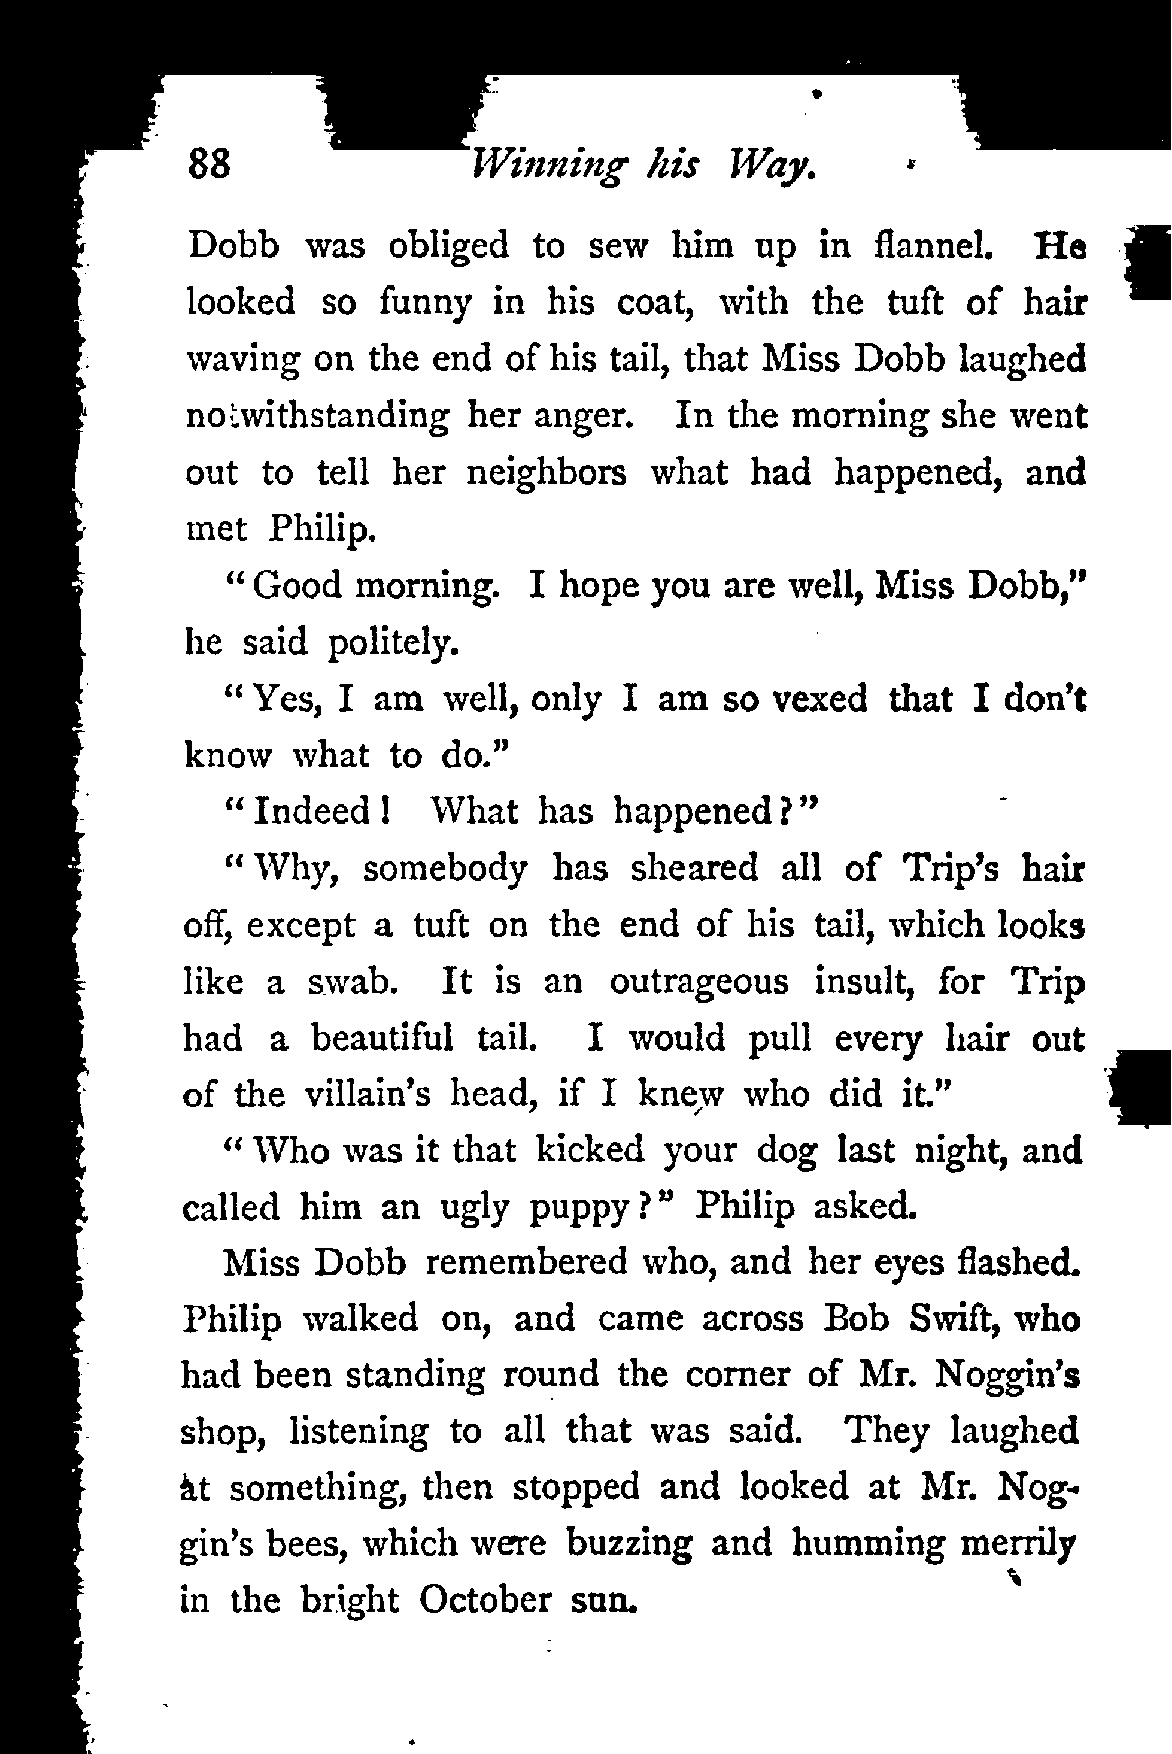 88 Winning his Way.
Dobb was obliged to sew him up in flannel. He
looked so funny in his coat, with the tuft of hair
waving on the end of his tail, that Miss Dobb laughed
notwithstanding her anger. In the morning she went
out to tell her neighbors what had happened, and
met Philip.
"Good morning. I hope you are well, Miss Dobb,"
he said politely.
"Yes, I am well, only I am so vexed that I don't
know what to do."
"Indeed! What has happened?"
"Why, somebody has sheared all of Trip's hair
off, except a tuft on the end of his tail, which looks
like a swab. It is an outrageous insult, for Trip
had a beautiful tail. I would pull every hair out
of the villain's head, if I knew who did it."
"Who was it that kicked your dog last night, and
called him an ugly puppy?" Philip asked.
Miss Dobb remembered who, and her eyes flashed.
Philip walked on, and came across Bob Swift, who
had been standing round the corner of Mr. Noggin's
shop, listening to all that was said. They laughed
at something, then stopped and looked at Mr. Nog-
gin's bees, which were buzzing and humming merrily
in the bright October sun.